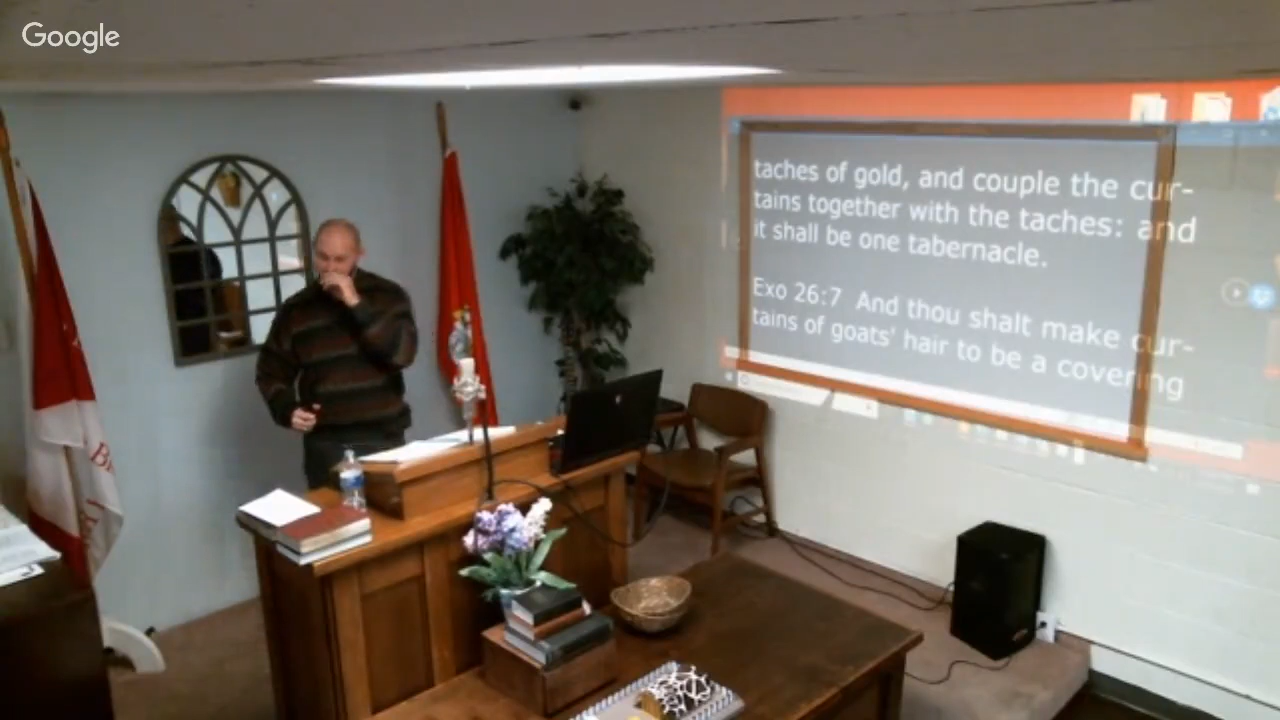 Google
taches of gold, and couple the cur-
tains together with the taches: and
it shall be one tabernacle.
Exo 26:7 And thou shalt make cur-
tains of goats' hair to be a covering